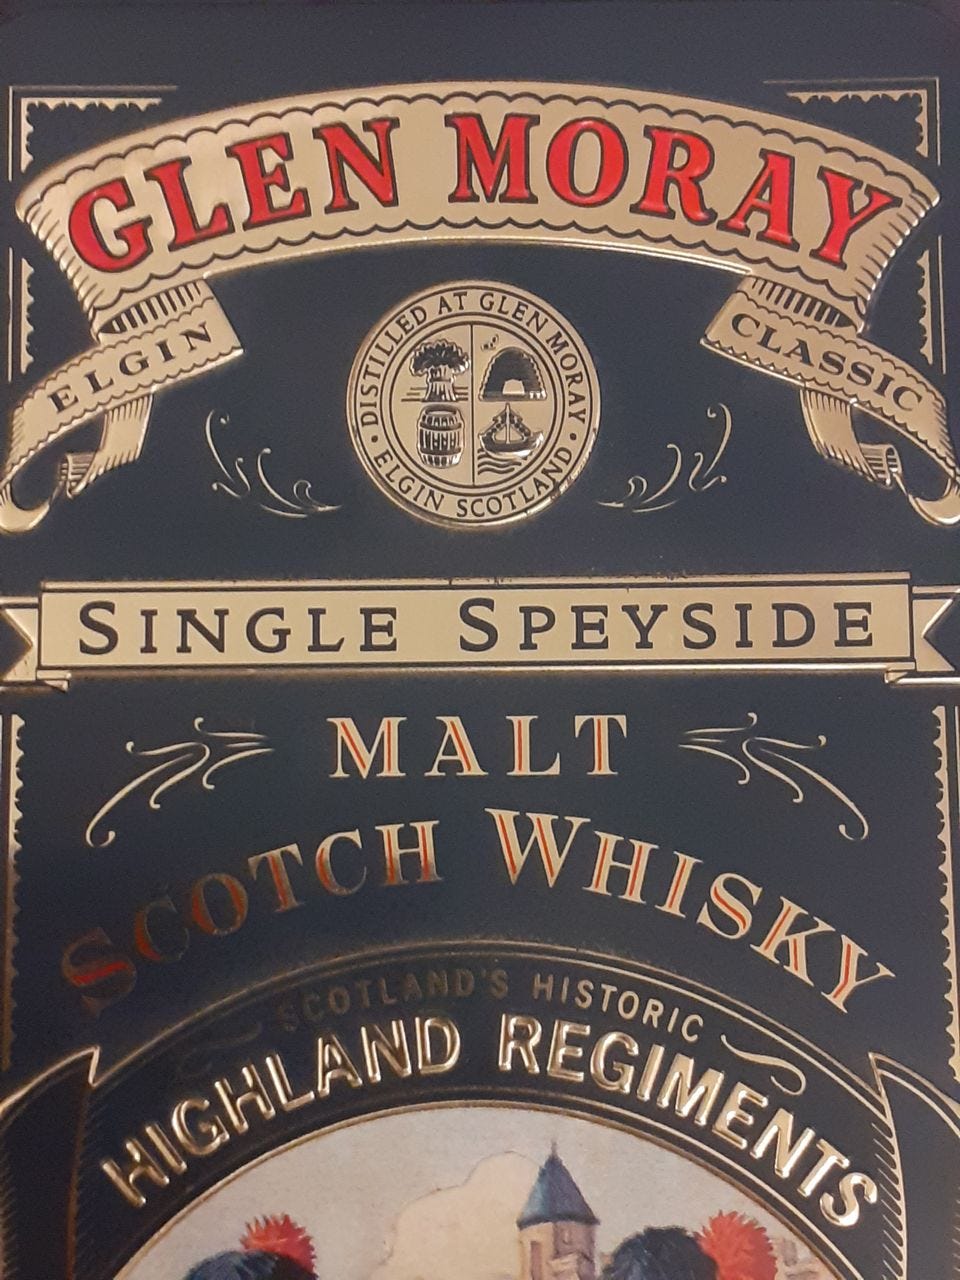 GLEN MORAY
ELGIN
CLASSIC
DISTILLED AT GLEN MORAY
• ELGIN SCOTLAND •
SINGLE SPEYSIDE
MALT
SCOTCH WHISKY
SCOTLAND'S HISTORIC
HIGHLAND REGIMENTS